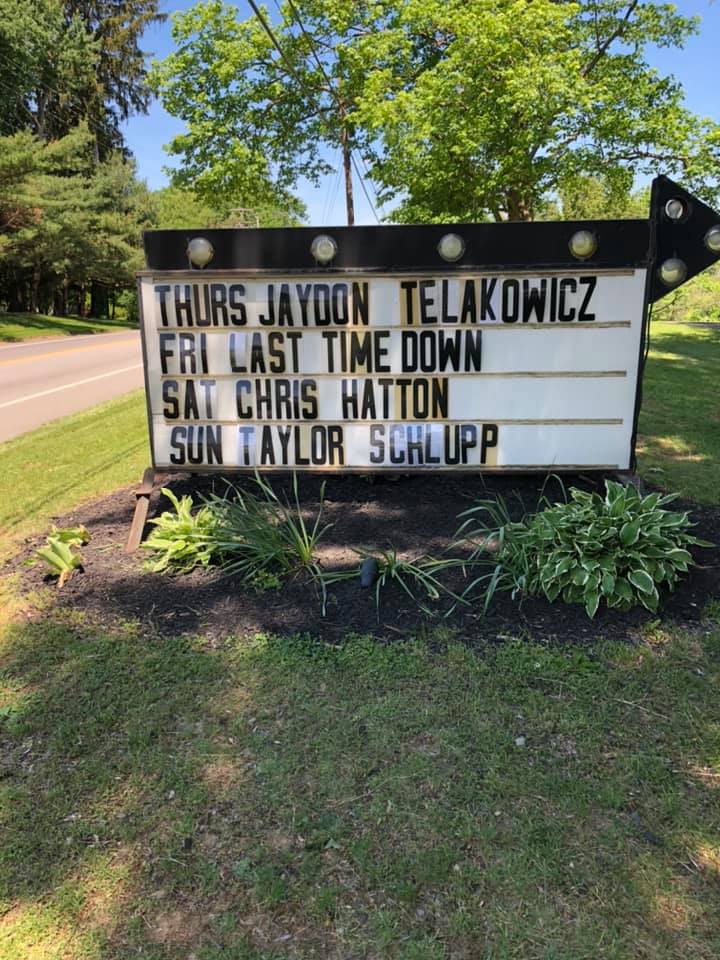 THURS JAYDON TELAKOWICZ
FRI LAST TIME DOWN
SAT CHRIS HATTON
SUN TAYLOR SCHLUPP